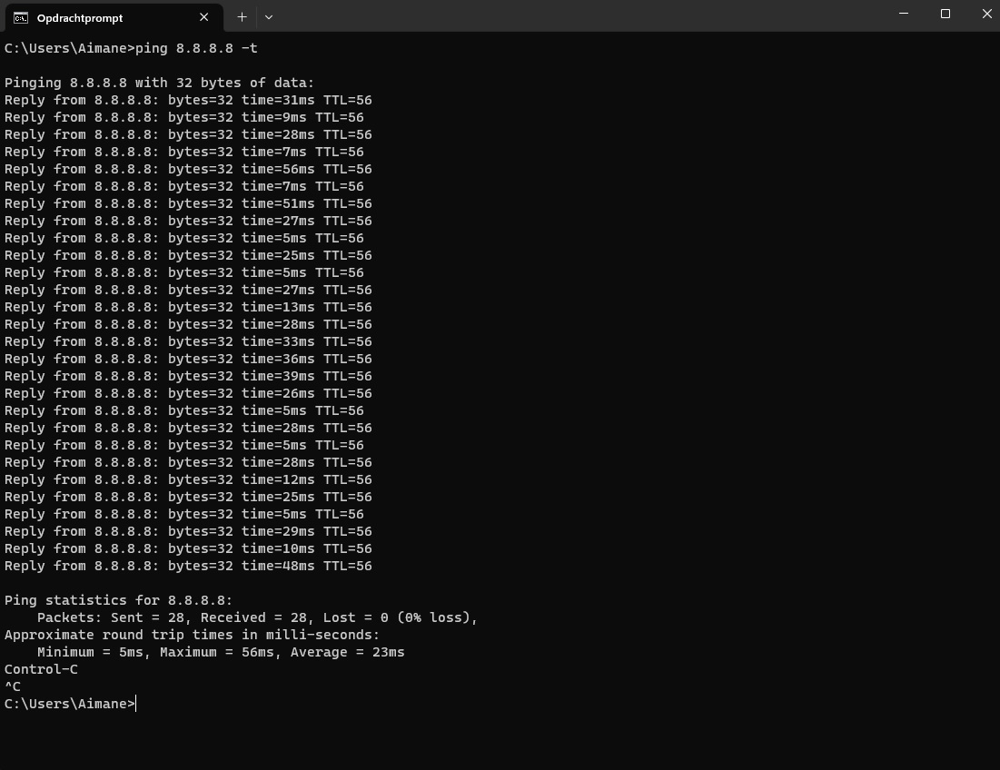 Opdrachtprompt
C:\Users\Aimane>ping 8.8.8.8 -t
Pinging 8.8.8.8 with 32 bytes of data:
Reply from 8.8.8.8: bytes=32 time=31ms TTL=56
Reply from 8.8.8.8: bytes=32 time=9ms TTL=56
Reply from 8.8.8.8: bytes=32 time=28ms TTL=56
Reply from 8.8.8.8: bytes=32 time=7ms TTL=56
Reply from 8.8.8.8: bytes=32 time=56ms TTL=56
Reply from 8.8.8.8: bytes=32 time=7ms TTL=56
Reply from 8.8.8.8: bytes=32 time=51ms TTL=56
Reply from 8.8.8.8: bytes=32 time=27ms TTL=56
Reply from 8.8.8.8: bytes=32 time=5ms TTL=56
Reply from 8.8.8.8: bytes=32 time=25ms TTL=56
Reply from 8.8.8.8: bytes=32 time=5ms TTL=56
Reply from 8.8.8.8: bytes=32 time=27ms TTL=56
Reply from 8.8.8.8: bytes=32 time=13ms TTL=56
Reply from 8.8.8.8: bytes=32 time=28ms TTL=56
Reply from 8.8.8.8: bytes=32 time=33ms TTL=56
Reply from 8.8.8.8: bytes=32 time=36ms TTL=56
Reply from 8.8.8.8: bytes=32 time=39ms TTL=56
Reply from 8.8.8.8: bytes=32 time=26ms TTL=56
Reply from 8.8.8.8: bytes=32 time=5ms TTL=56
Reply from 8.8.8.8: bytes=32 time=28ms TTL=56
Reply from 8.8.8.8: bytes=32 time=5ms TTL=56
Reply from 8.8.8.8: bytes=32 time=28ms TTL=56
Reply from 8.8.8.8: bytes=32 time=12ms TTL=56
Reply from 8.8.8.8: bytes=32 time=25ms TTL=56
Reply from 8.8.8.8: bytes=32 time=5ms TTL=56
Reply from 8.8.8.8: bytes=32 time=29ms TTL=56
Reply from 8.8.8.8: bytes=32 time=10ms TTL=56
Reply from 8.8.8.8: bytes=32 time=48ms TTL=56
Ping statistics for 8.8.8.8:
    Packets: Sent = 28, Received = 28, Lost = 0 (0% loss),
Approximate round trip times in milli-seconds:
    Minimum = 5ms, Maximum = 56ms, Average = 23ms
Control-C
^C
C:\Users\Aimane>